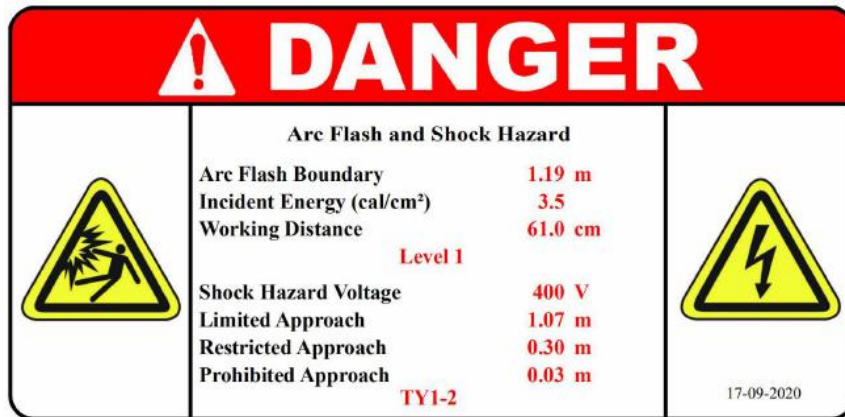 DANGER
Arc Flash and Shock Hazard
Arc Flash Boundary 1.19 m
Incident Energy (cal/cm²) 3.5
Working Distance 61.0 cm
Level 1
Shock Hazard Voltage 400 V
Limited Approach 1.07 m
Restricted Approach 0.30 m
Prohibited Approach 0.03 m
TY1-2
17-09-2020